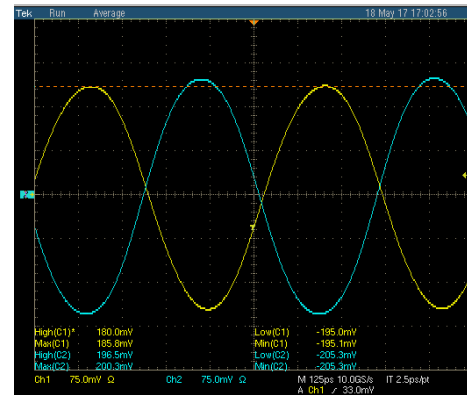 Tek Run Average 18 May 17 17:02:56
High(C1)* 180.0mV Low(C1) -195.0mV
Max(C1) 185.8mV Min(C1) -195.1mV
High(C2) 196.5mV Low(C2) -205.3mV
Max(C2) 200.3mV Min(C2) -205.3mV
Ch1 75.0mV Ω Ch2 75.0mV Ω M 125ps 10.0GS/s IT 2.5ps/pt
A Ch1 / 33.0mV